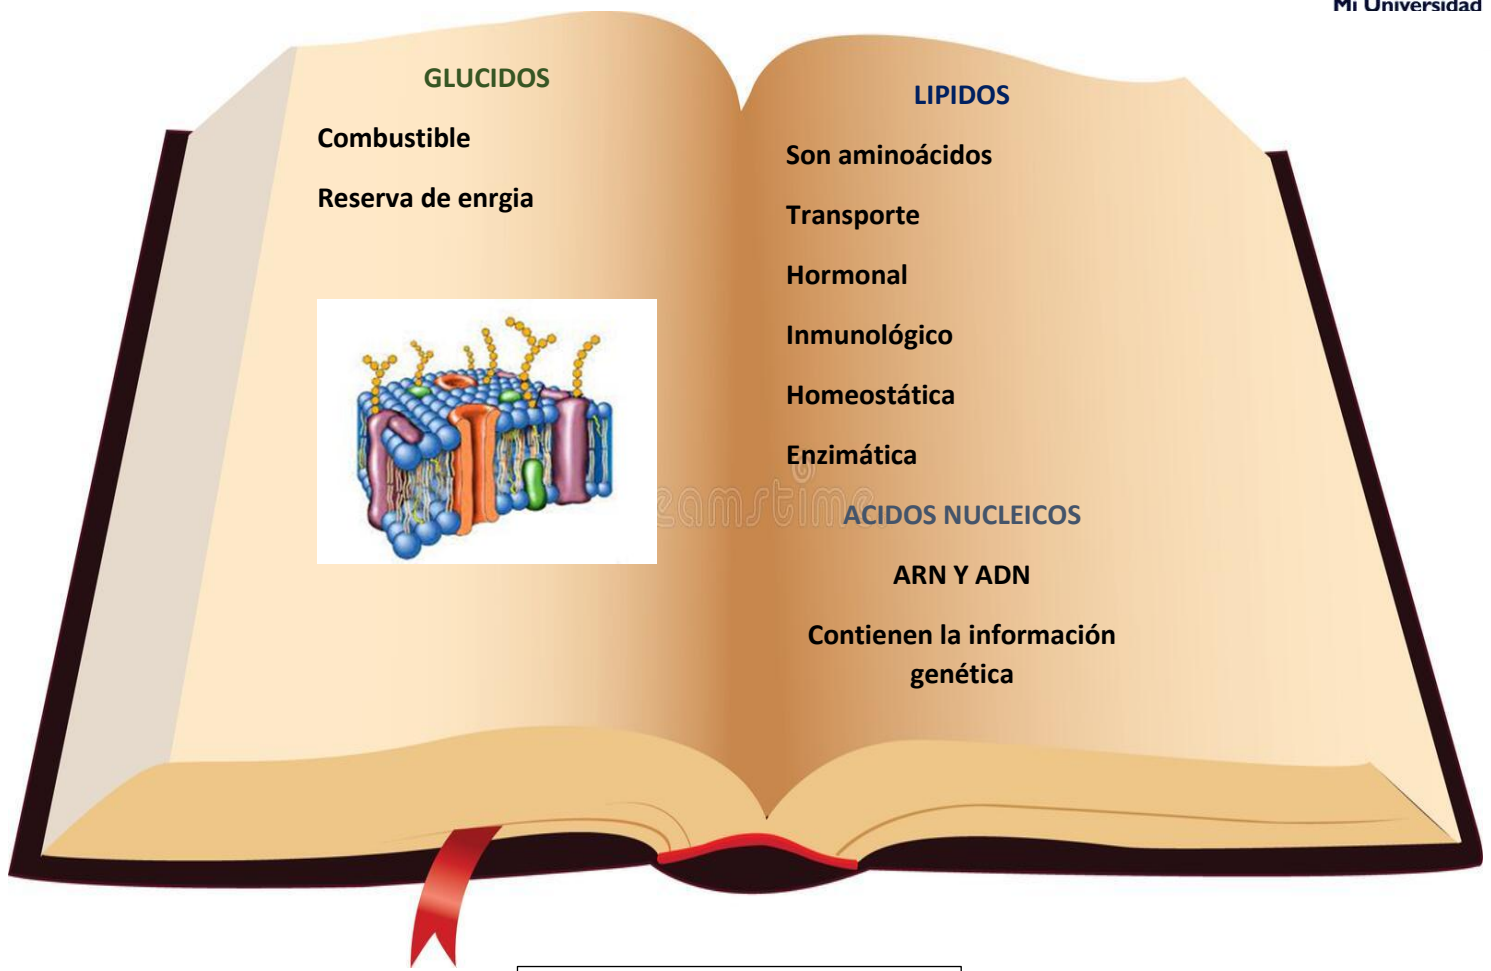 Mi Universidad
GLUCIDOS
Combustible
Reserva de enrgia
LIPIDOS
Son aminoácidos
Transporte
Hormonal
Inmunológico
Homeostática
Enzimática
ACIDOS NUCLEICOS
ARN Y ADN
Contienen la información
genética